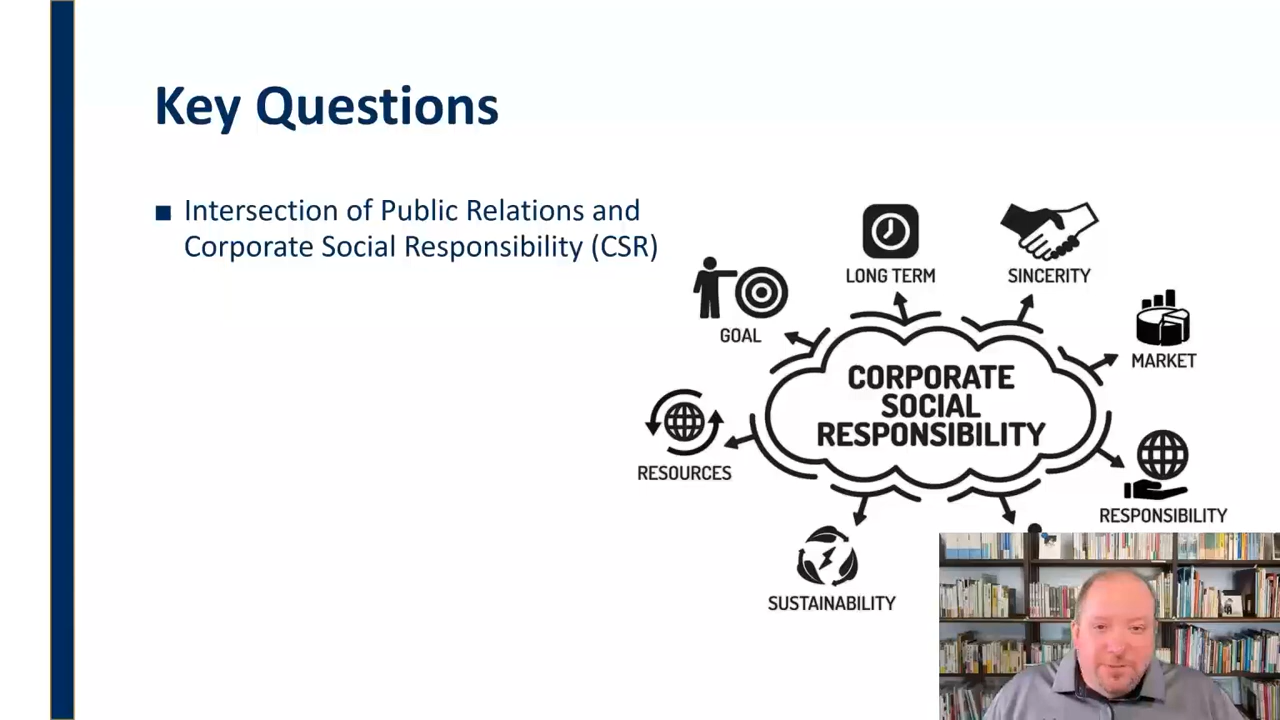 Key Questions
Intersection of Public Relations and
Corporate Social Responsibility (CSR)
LONG TERM
SINCERITY
GOAL
MARKET
CORPORATE
SOCIAL
RESPONSIBILITY
RESOURCES
RESPONSIBILITY
SUSTAINABILITY